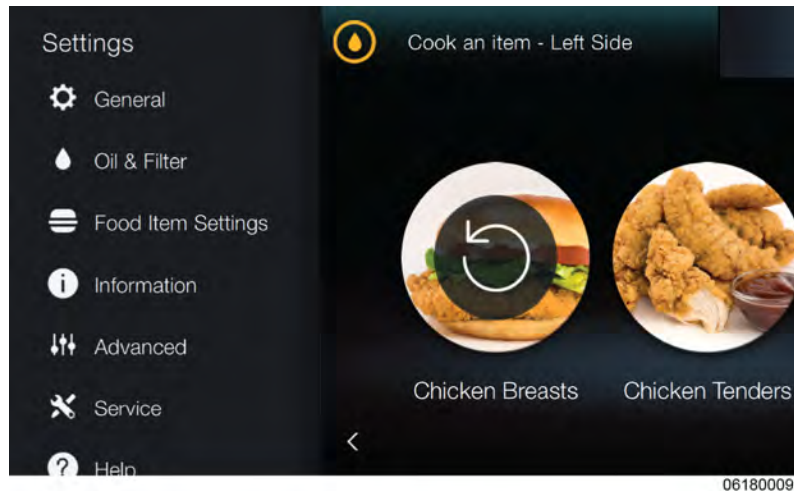 Settings
General
Oil & Filter
Food Item Settings
Information
Advanced
Service
Help
Cook an item - Left Side
Chicken Breasts
Chicken Tenders
06180009